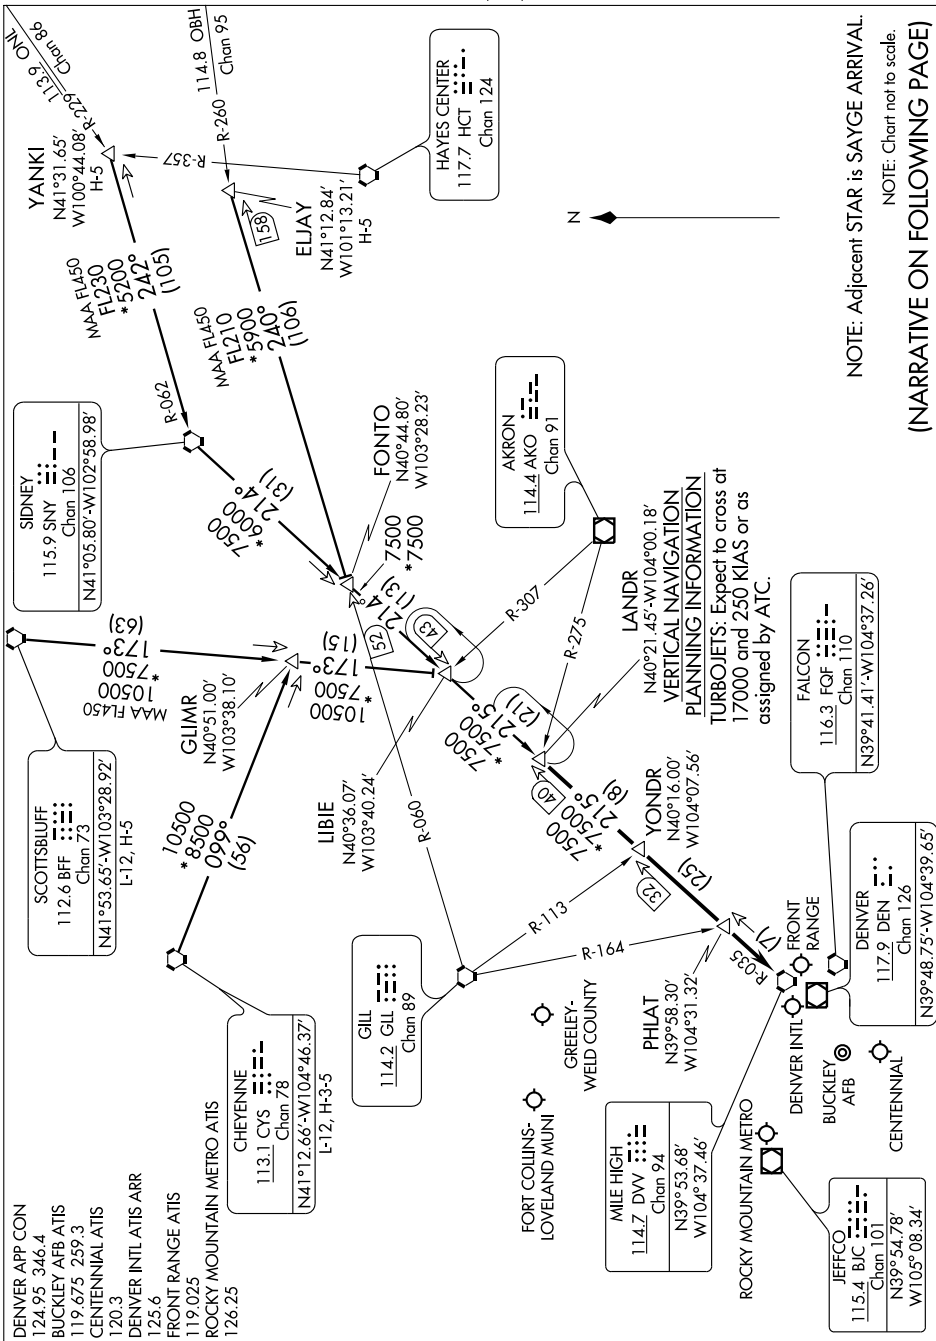 DENVER APP CON
124.95 346.4
BUCKLEY AFB ATIS
119.675 259.3
CENTENNIAL ATIS
120.3
DENVER INTL ATIS ARR
125.6
FRONT RANGE ATIS
119.025
ROCKY MOUNTAIN METRO ATIS
126.25
SCOTTSBLUFF
112.6 BFF
Chan 73
N41°53.65'-W103°28.92'
L-12, H-5
SIDNEY
115.9 SNY
Chan 106
N41°05.80'-W102°58.98'
YANKI
N41°31.65'
W100°44.08'
H-5
113.9 ONL
Chan 86
R-229
114.8 OBH
Chan 95
R-260
R-357
HAYES CENTER
117.7 HCT
Chan 124
ELJAY
N41°12.84'
W101°13.21'
H-5
158
MAA FL450
FL230
*5200
242°
(105)
R-062
MAA FL450
FL210
*5900
240°
(106)
7500
*6000
214°
(31)
FONTO
N40°44.80'
W103°28.23'
7500
*7500
214°
(13)
52
43
MAA FL450
10500
*7500
173°
(63)
GLIMR
N40°51.00'
W103°38.10'
10500
*7500
173°
(15)
CHEYENNE
113.1 CYS
Chan 78
N41°12.66'-W104°46.37'
L-12, H-3-5
10500
*8500
099°
(56)
LIBIE
N40°36.07'
W103°40.24'
R-060
R-307
R-275
AKRON
114.4 AKO
Chan 91
7500
*7500
215°
(21)
LANDR
N40°21.45'-W104°00.18'
VERTICAL NAVIGATION
PLANNING INFORMATION
TURBOJETS: Expect to cross at
17000 and 250 KIAS or as
assigned by ATC.
40
7500
*7500
215°
(8)
GILL
114.2 GLL
Chan 89
R-113
R-164
YONDR
N40°16.00'
W104°07.56'
32
(25)
PHLAT
N39°58.30'
W104°31.32'
(7)
R-035
GREELEY-
WELD COUNTY
FORT COLLINS-
LOVELAND MUNI
MILE HIGH
114.7 DVV
Chan 94
N39°53.68'
W104°37.46'
FALCON
116.3 FQF
Chan 110
N39°41.41'-W104°37.26'
FRONT
RANGE
DENVER
117.9 DEN
Chan 126
N39°48.75'-W104°39.65'
DENVER INTL
BUCKLEY
AFB
CENTENNIAL
ROCKY MOUNTAIN METRO
JEFFCO
115.4 BJC
Chan 101
N39°54.78'
W105°08.34'
N
NOTE: Adjacent STAR is SAYGE ARRIVAL.
NOTE: Chart not to scale.
(NARRATIVE ON FOLLOWING PAGE)